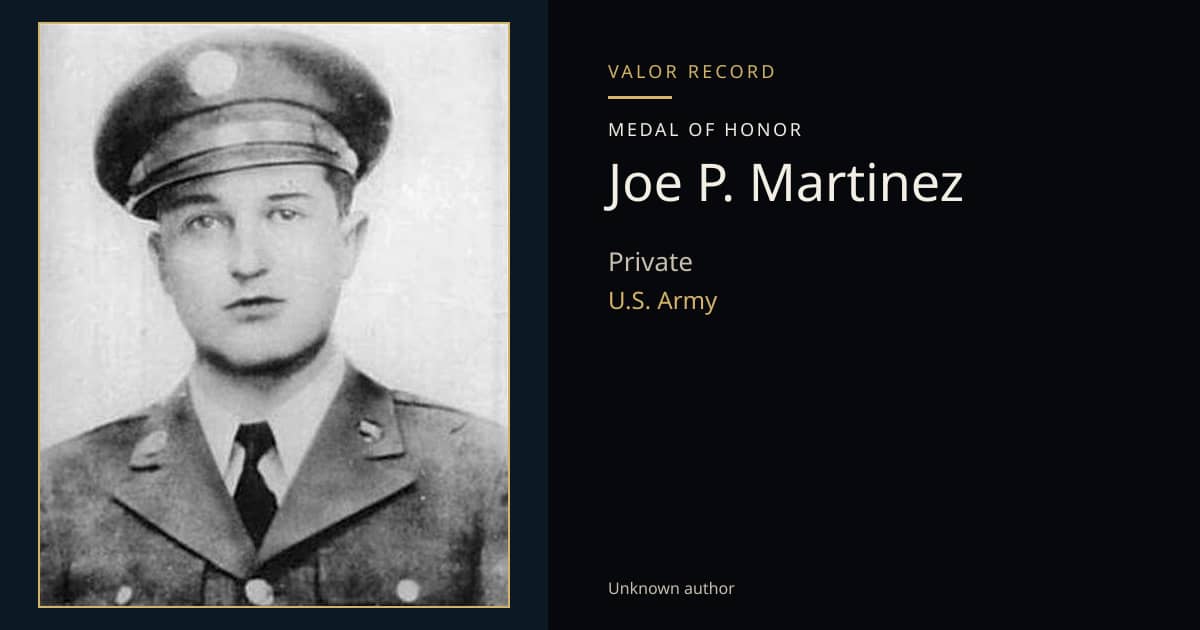 VALOR RECORD
MEDAL OF HONOR
Joe P. Martinez
Private
U.S. Army
Unknown author